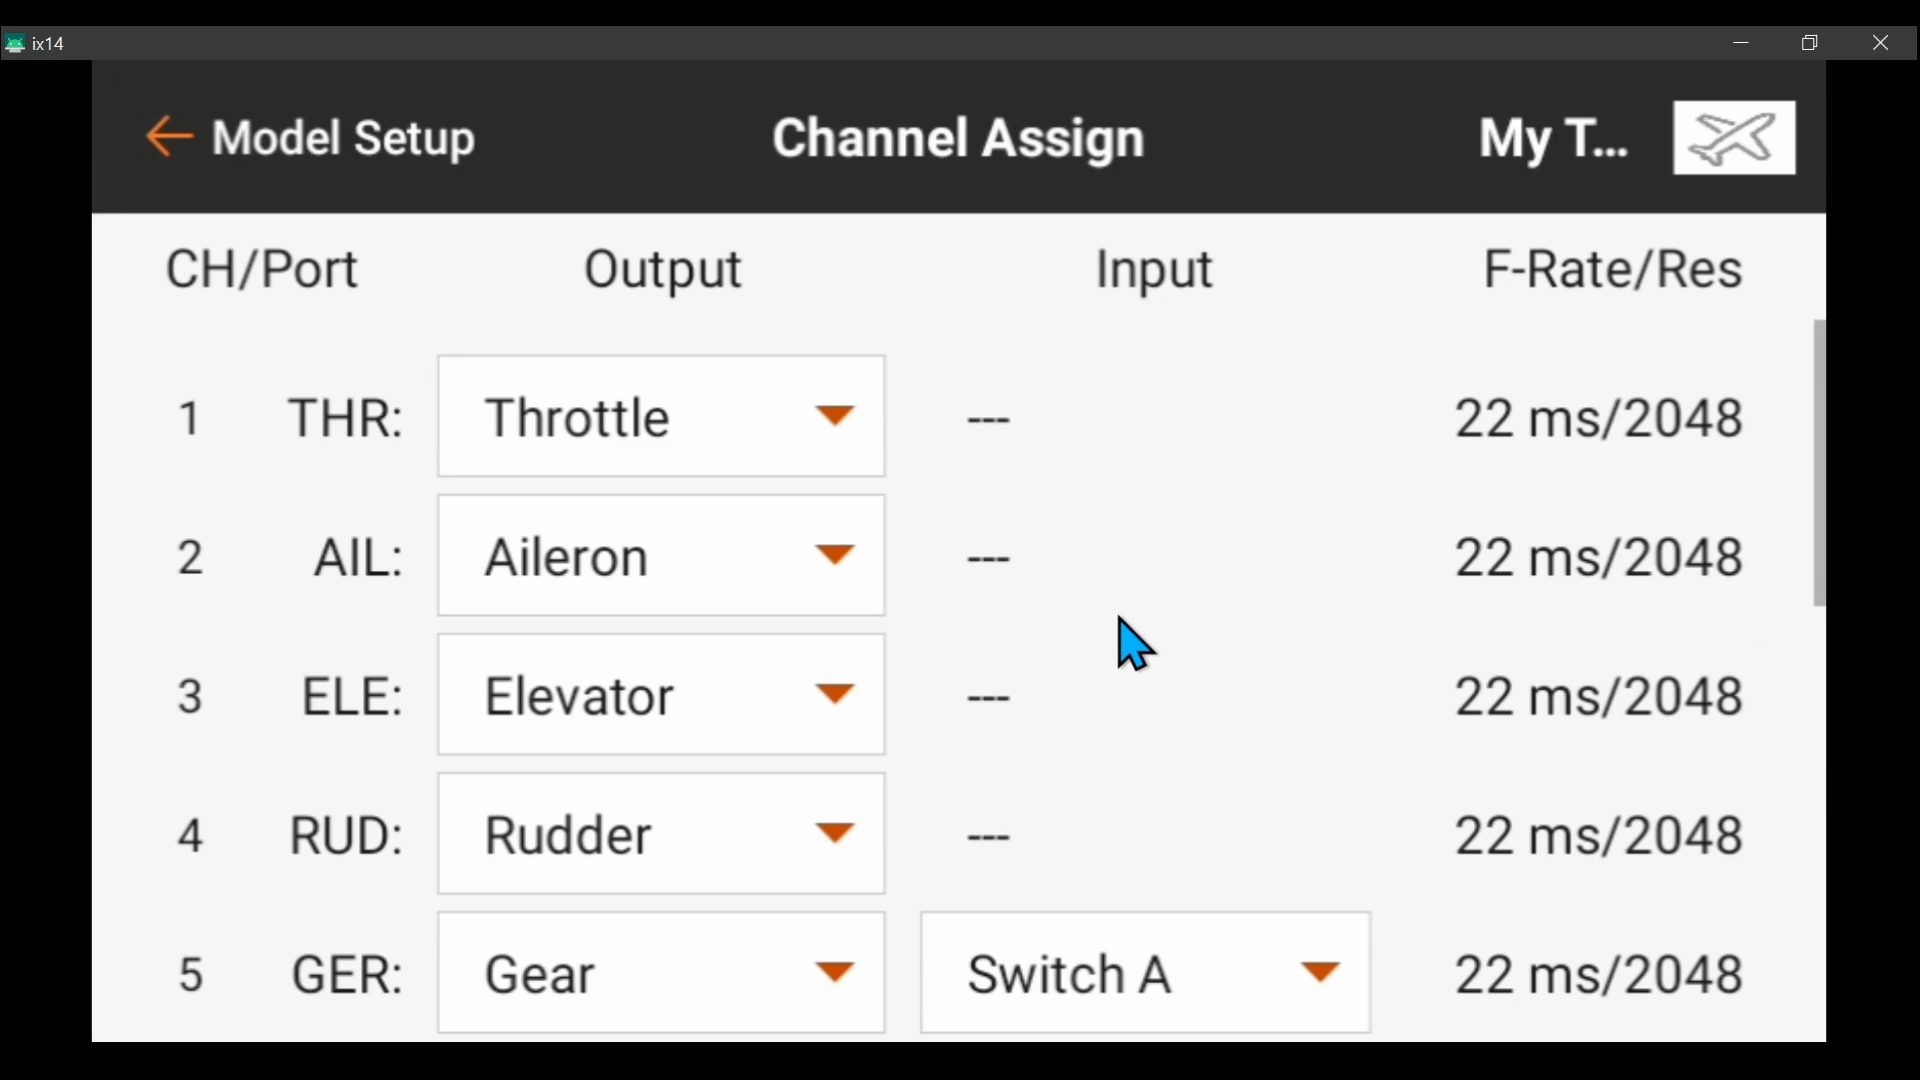 ix14
Model Setup Channel Assign My T...
CH/Port Output Input F-Rate/Res
1 THR: Throttle --- 22 ms/2048
2 AIL: Aileron --- 22 ms/2048
3 ELE: Elevator --- 22 ms/2048
4 RUD: Rudder --- 22 ms/2048
5 GER: Gear Switch A 22 ms/2048